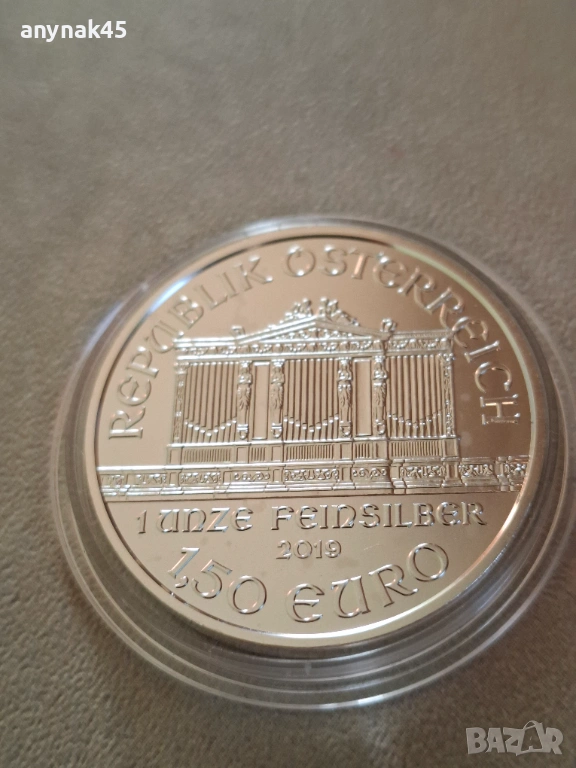 anynak45
REPUBLIK ÖSTERREICH
1 UNZE FEINSILBER
2019
1,50 EURO
BAZAR